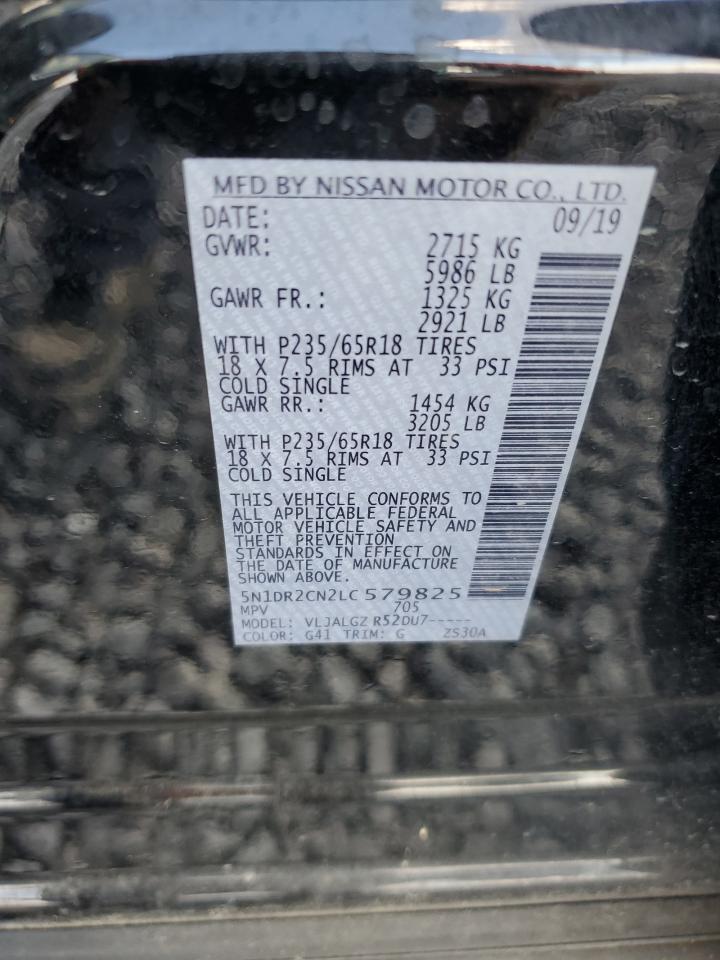 MFD BY NISSAN MOTOR CO., LTD.
DATE: 09/19
GVWR: 2715 KG
5986 LB
GAWR FR.: 1325 KG
2921 LB
WITH P235/65R18 TIRES
18 X 7.5 RIMS AT 33 PSI
COLD SINGLE
GAWR RR.: 1454 KG
3205 LB
WITH P235/65R18 TIRES
18 X 7.5 RIMS AT 33 PSI
COLD SINGLE
THIS VEHICLE CONFORMS TO
ALL APPLICABLE FEDERAL
MOTOR VEHICLE SAFETY AND
THEFT PREVENTION
STANDARDS IN EFFECT ON
THE DATE OF MANUFACTURE
SHOWN ABOVE.
5N1DR2CN2LC579825
MPV 705
MODEL: VLJALGZ R52DU7-----
COLOR: G41 TRIM: G ZS30A